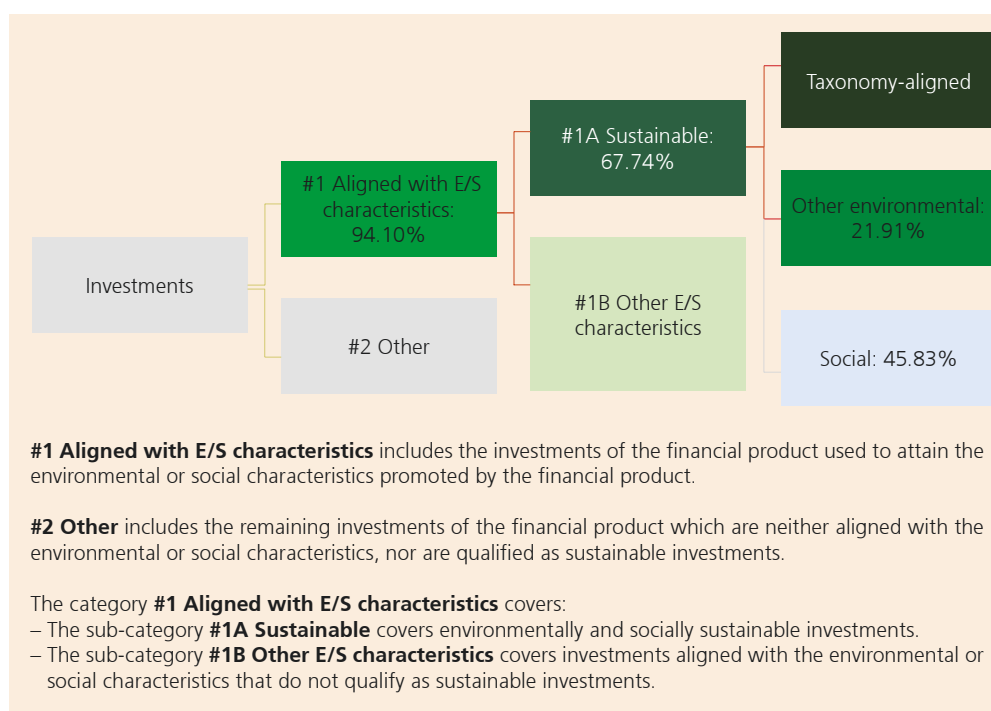 Taxonomy-aligned
#1A Sustainable:
67.74%
#1 Aligned with E/S
characteristics:
94.10%
Other environmental:
21.91%
Investments
#1B Other E/S
characteristics
#2 Other
Social: 45.83%
#1 Aligned with E/S characteristics includes the investments of the financial product used to attain the
environmental or social characteristics promoted by the financial product.
#2 Other includes the remaining investments of the financial product which are neither aligned with the
environmental or social characteristics, nor are qualified as sustainable investments.
The category #1 Aligned with E/S characteristics covers:
– The sub-category #1A Sustainable covers environmentally and socially sustainable investments.
– The sub-category #1B Other E/S characteristics covers investments aligned with the environmental or
social characteristics that do not qualify as sustainable investments.